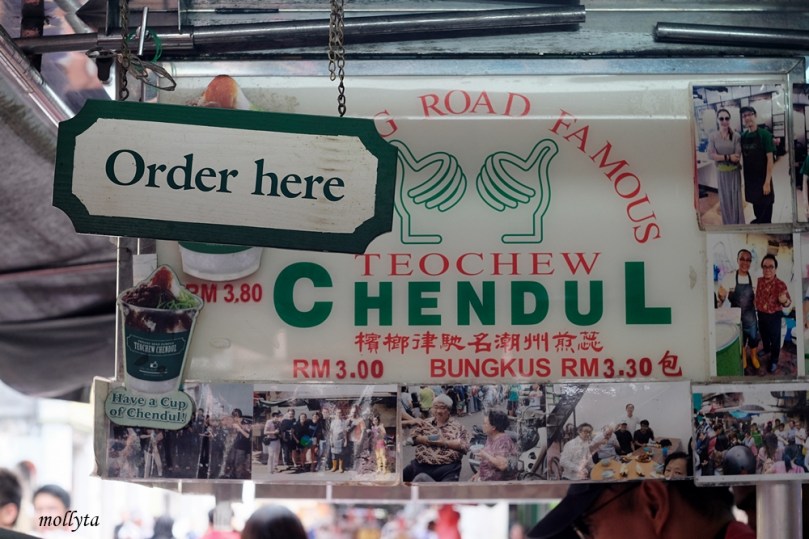 Order here
G ROAD FAMOUS
TEOCHEW
CHENDUL
RM 3.80
檳榔律馳名潮州煎蕊
RM 3.00
BUNGKUS RM 3.30 包
TEOCHEW CHENDUL
Have a Cup
of Chendul!
mollyta